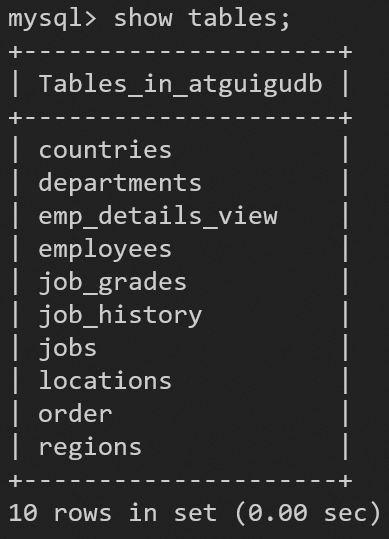 mysql> show tables;
+---------------------+
| Tables_in_atguigudb |
+---------------------+
| countries           |
| departments         |
| emp_details_view    |
| employees           |
| job_grades          |
| job_history         |
| jobs                |
| locations           |
| order               |
| regions             |
+---------------------+
10 rows in set (0.00 sec)